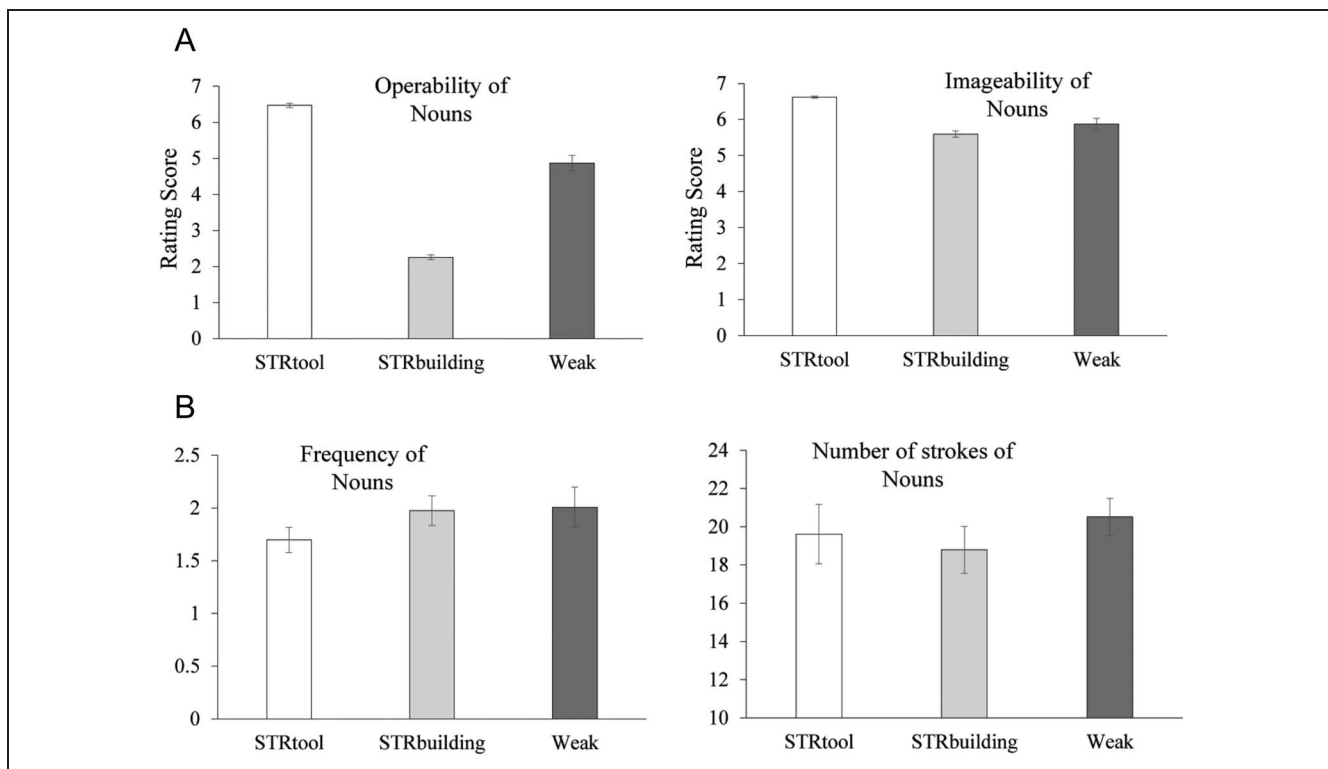 A
Operability of
Nouns
Rating Score
7
6
5
4
3
2
1
0
STRtool STRbuilding Weak
Imageability of
Nouns
Rating Score
7
6
5
4
3
2
1
0
STRtool STRbuilding Weak
B
Frequency of
Nouns
2.5
2
1.5
1
0.5
0
STRtool STRbuilding Weak
Number of strokes of
Nouns
24
22
20
18
16
14
12
10
STRtool STRbuilding Weak